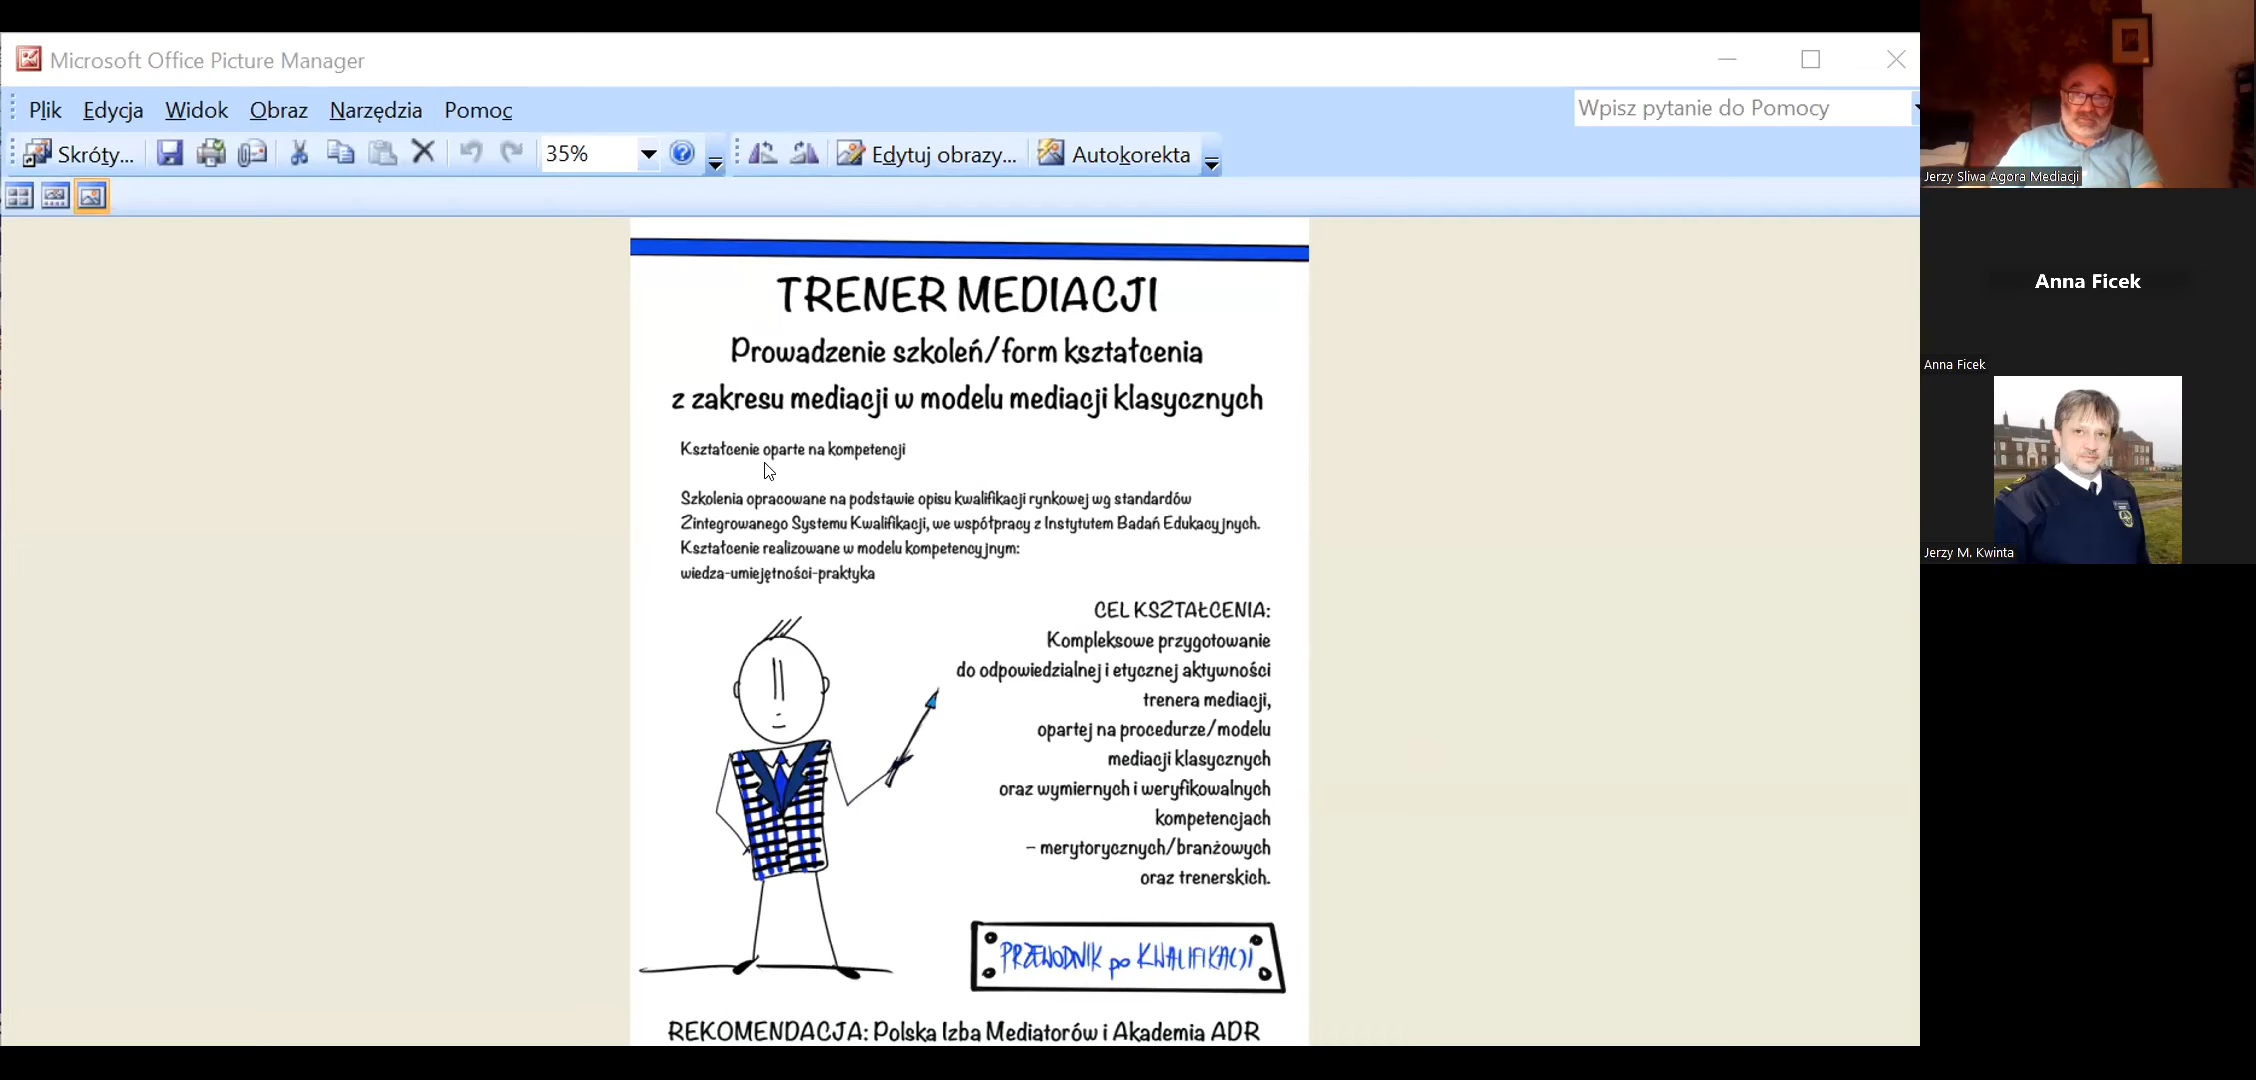 Microsoft Office Picture Manager
Plik Edycja Widok Obraz Narzędzia Pomoc
Wpisz pytanie do Pomocy
Skróty... 35% Edytuj obrazy... Autokorekta
TRENER MEDIACJI
Prowadzenie szkoleń/form kształcenia
z zakresu mediacji w modelu mediacji klasycznych
Kształcenie oparte na kompetencji
Szkolenia opracowane na podstawie opisu kwalifikacji rynkowej wg standardów
Zintegrowanego Systemu Kwalifikacji, we współpracy z Instytutem Badań Edukacyjnych.
Kształcenie realizowane w modelu kompetencyjnym:
wiedza-umiejętności-praktyka
CEL KSZTAŁCENIA:
Kompleksowe przygotowanie
do odpowiedzialnej i etycznej aktywności
trenera mediacji,
opartej na procedurze/modelu
mediacji klasycznych
oraz wymiernych i weryfikowalnych
kompetencjach
– merytorycznych/branżowych
oraz trenerskich.
PRZEWODNIK po KWALIFIKACJI
REKOMENDACJA: Polska Izba Mediatorów i Akademia ADR
Jerzy Sliwa Agora Mediacji
Anna Ficek
Anna Ficek
Jerzy M. Kwinta